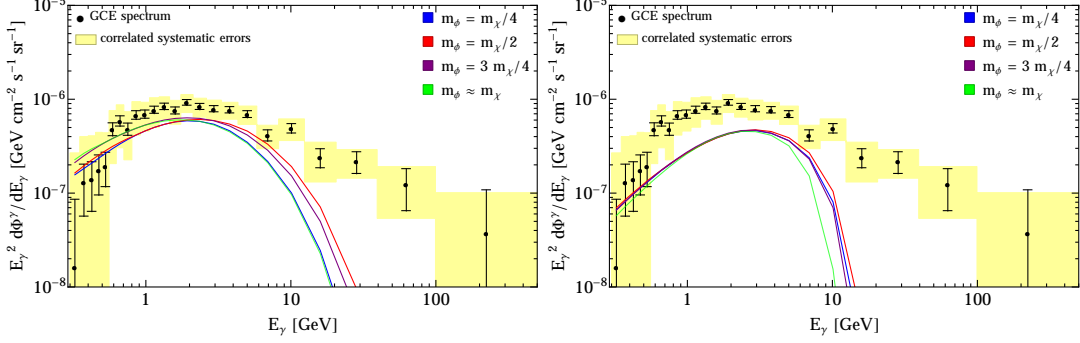 GCE spectrum
correlated systematic errors
m_ϕ = m_χ/4
m_ϕ = m_χ/2
m_ϕ = 3 m_χ/4
m_ϕ ≈ m_χ
10⁻⁵
10⁻⁶
10⁻⁷
10⁻⁸
E_γ² dΦ^γ/dE_γ [GeV cm⁻² s⁻¹ sr⁻¹]
1
10
100
E_γ [GeV]
GCE spectrum
correlated systematic errors
m_ϕ = m_χ/4
m_ϕ = m_χ/2
m_ϕ = 3 m_χ/4
m_ϕ ≈ m_χ
10⁻⁵
10⁻⁶
10⁻⁷
10⁻⁸
E_γ² dΦ^γ/dE_γ [GeV cm⁻² s⁻¹ sr⁻¹]
1
10
100
E_γ [GeV]